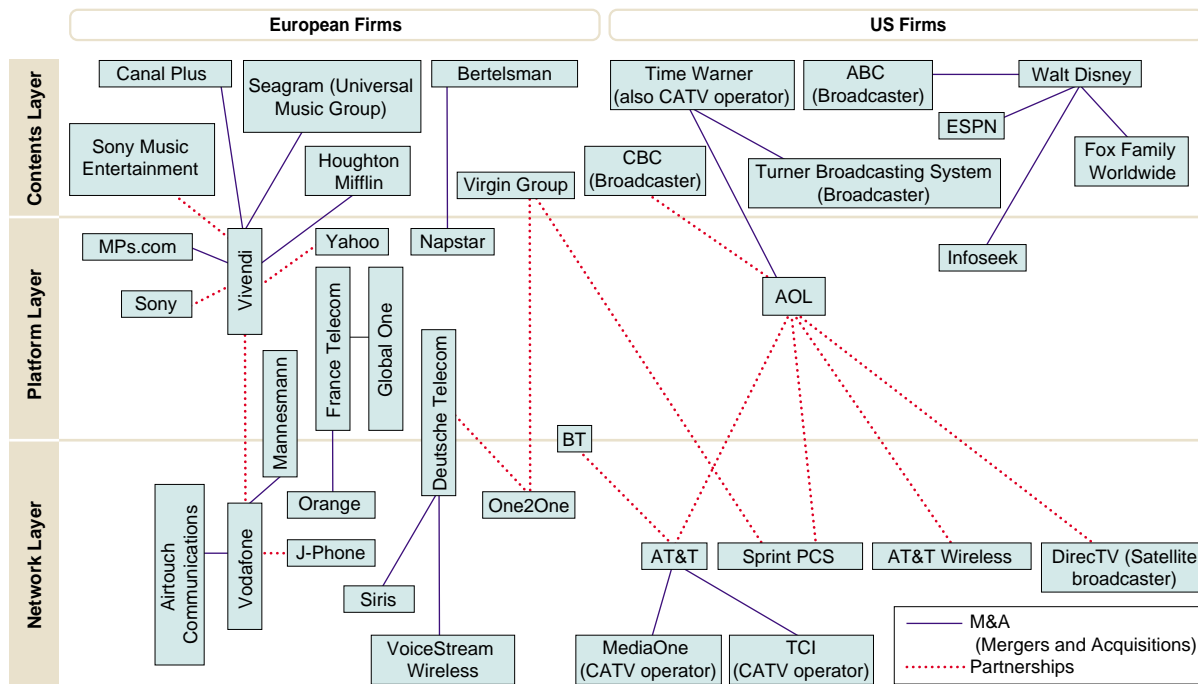 European Firms
US Firms
Contents Layer
Canal Plus
Seagram (Universal
Music Group)
Bertelsman
Time Warner
(also CATV operator)
ABC
(Broadcaster)
Walt Disney
ESPN
Sony Music
Entertainment
Houghton
Mifflin
Virgin Group
CBC
(Broadcaster)
Turner Broadcasting System
(Broadcaster)
Fox Family
Worldwide
Platform Layer
MPs.com
Vivendi
Yahoo
Napstar
Infoseek
Sony
AOL
France Telecom
Global One
Deutsche Telecom
Mannesmann
BT
Network Layer
Orange
One2One
Airtouch
Communications
Vodafone
J-Phone
AT&T
Sprint PCS
AT&T Wireless
DirecTV (Satellite
broadcaster)
Siris
VoiceStream
Wireless
MediaOne
(CATV operator)
TCI
(CATV operator)
M&A
(Mergers and Acquisitions)
Partnerships